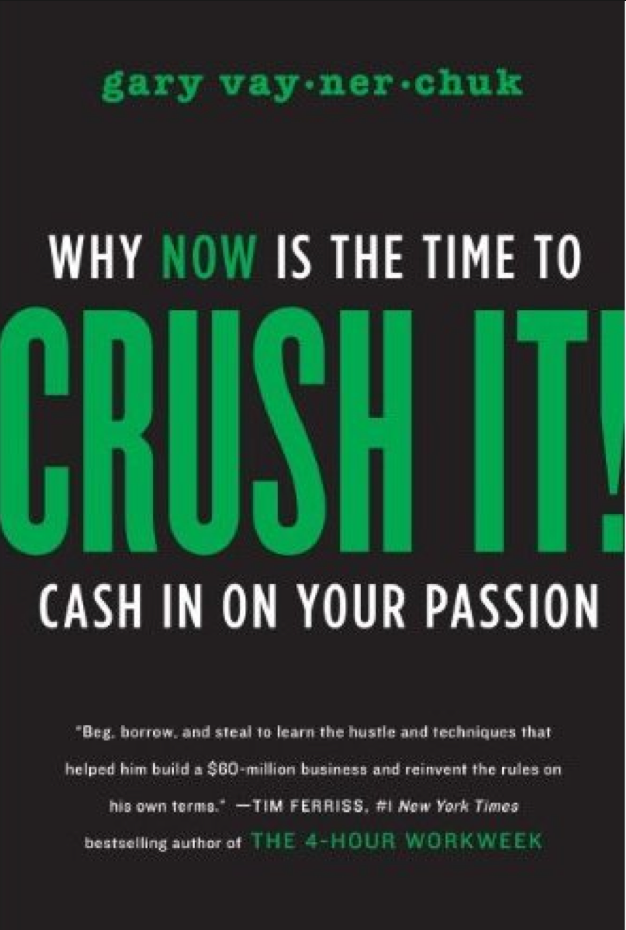 gary vay·ner·chuk
WHY NOW IS THE TIME TO
CRUSH IT!
CASH IN ON YOUR PASSION
"Beg, borrow, and steal to learn the hustle and techniques that
helped him build a $60-million business and reinvent the rules on
his own terms." —TIM FERRISS, #1 New York Times
bestselling author of THE 4-HOUR WORKWEEK